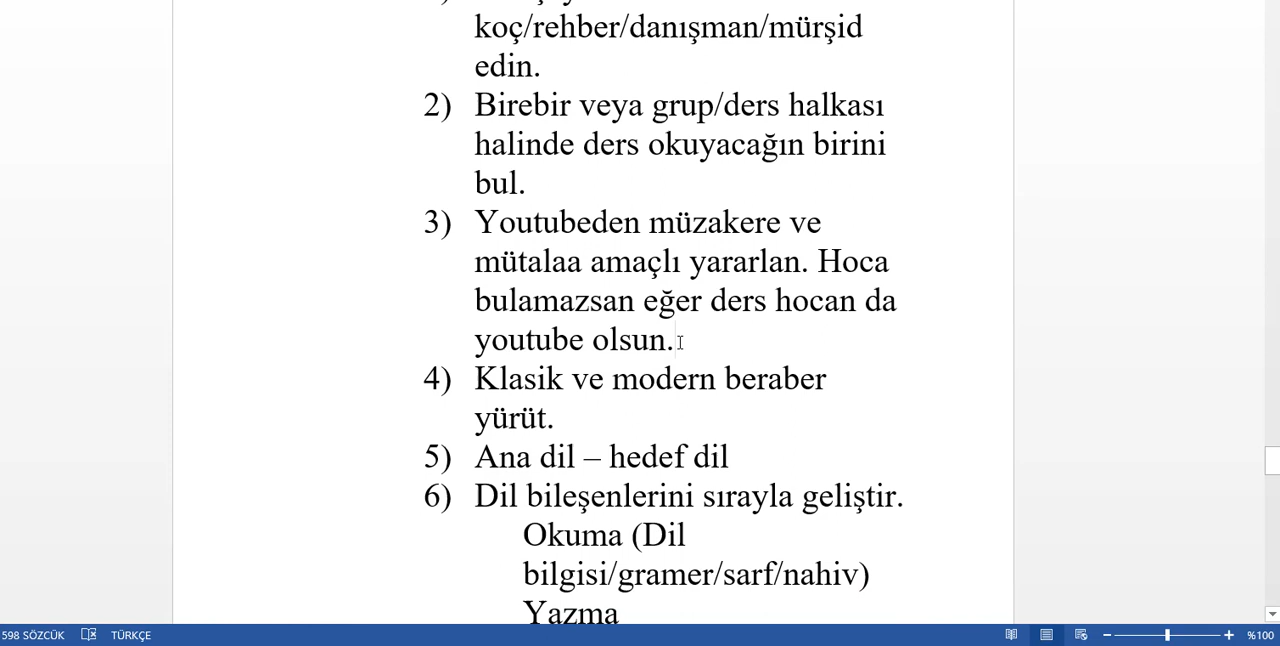 koç/rehber/danışman/mürşid
edin.
2) Birebir veya grup/ders halkası
halinde ders okuyacağın birini
bul.
3) Youtubeden müzakere ve
mütalaa amaçlı yararlan. Hoca
bulamazsan eğer ders hocan da
youtube olsun.
4) Klasik ve modern beraber
yürüt.
5) Ana dil – hedef dil
6) Dil bileşenlerini sırayla geliştir.
Okuma (Dil
bilgisi/gramer/sarf/nahiv)
Yazma
598 SÖZCÜK TÜRKÇE %100